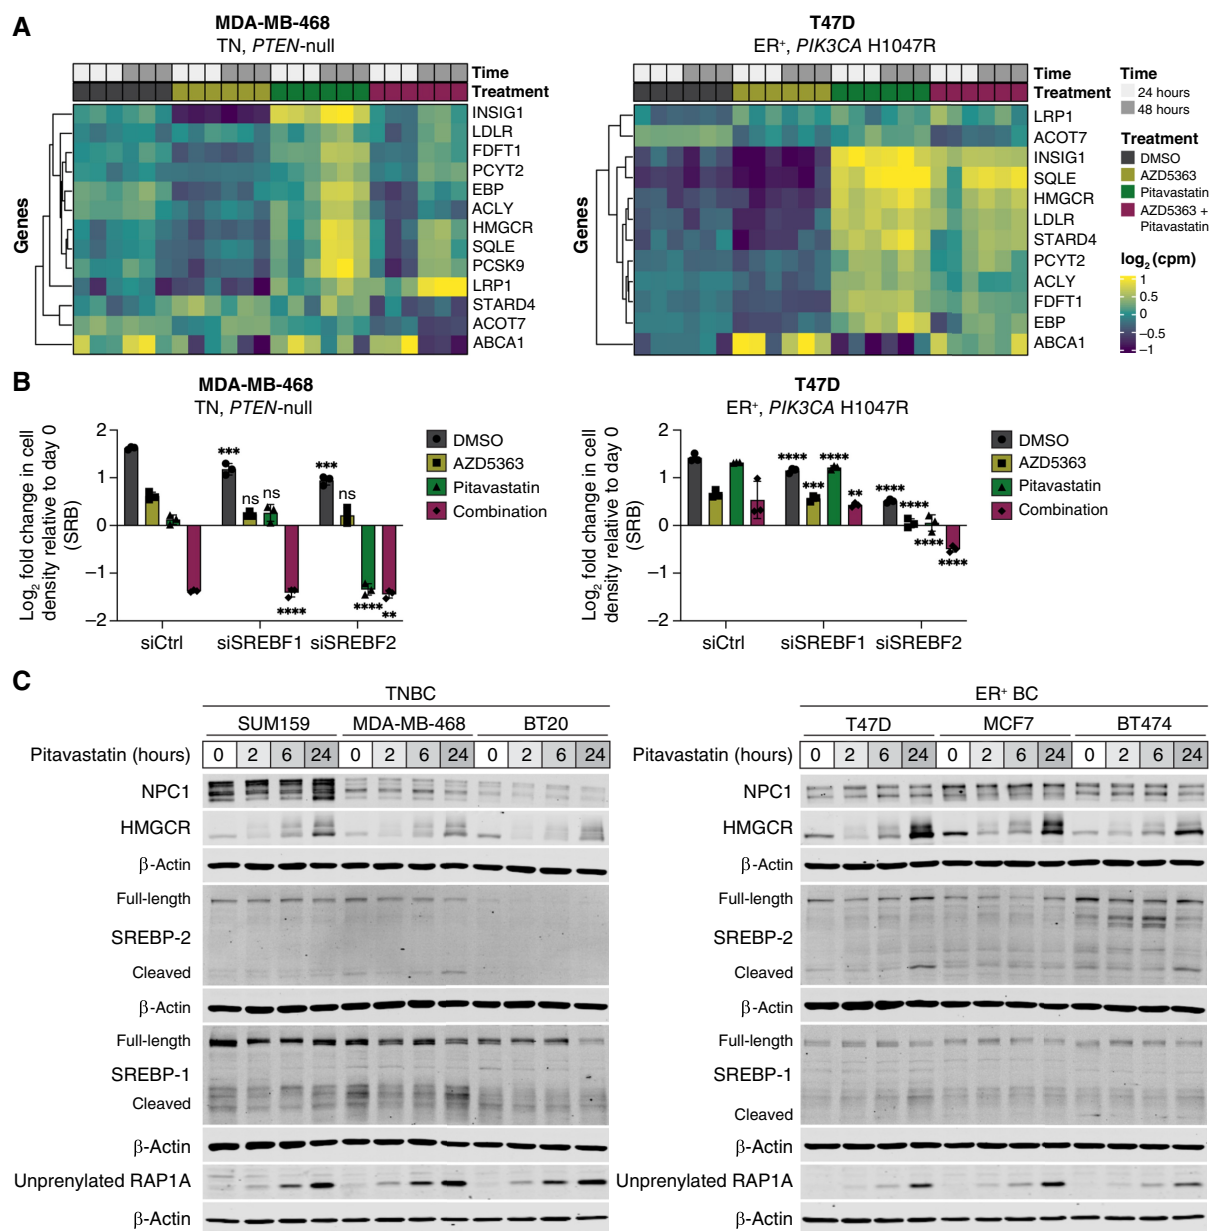 A
MDA-MB-468
TN, PTEN-null
Time
Treatment
Genes
INSIG1
LDLR
FDFT1
PCYT2
EBP
ACLY
HMGCR
SQLE
PCSK9
LRP1
STARD4
ACOT7
ABCA1
T47D
ER+, PIK3CA H1047R
Time
Treatment
Genes
LRP1
ACOT7
INSIG1
SQLE
HMGCR
LDLR
STARD4
PCYT2
ACLY
FDFT1
EBP
ABCA1
Time
24 hours
48 hours
Treatment
DMSO
AZD5363
Pitavastatin
AZD5363 +
Pitavastatin
log2 (cpm)
1
0.5
0
−0.5
−1
B
MDA-MB-468
TN, PTEN-null
Log2 fold change in cell
density relative to day 0
(SRB)
2
1
0
−1
−2
***
ns
ns
****
***
ns
****
**
siCtrl
siSREBF1
siSREBF2
DMSO
AZD5363
Pitavastatin
Combination
T47D
ER+, PIK3CA H1047R
Log2 fold change in cell
density relative to day 0
(SRB)
2
1
0
−1
−2
****
***
****
**
****
****
****
****
siCtrl
siSREBF1
siSREBF2
DMSO
AZD5363
Pitavastatin
Combination
C
TNBC
SUM159 MDA-MB-468 BT20
Pitavastatin (hours) 0 2 6 24 0 2 6 24 0 2 6 24
NPC1
HMGCR
β-Actin
Full-length
SREBP-2
Cleaved
β-Actin
Full-length
SREBP-1
Cleaved
β-Actin
Unprenylated RAP1A
β-Actin
ER+ BC
T47D MCF7 BT474
Pitavastatin (hours) 0 2 6 24 0 2 6 24 0 2 6 24
NPC1
HMGCR
β-Actin
Full-length
SREBP-2
Cleaved
β-Actin
Full-length
SREBP-1
Cleaved
β-Actin
Unprenylated RAP1A
β-Actin